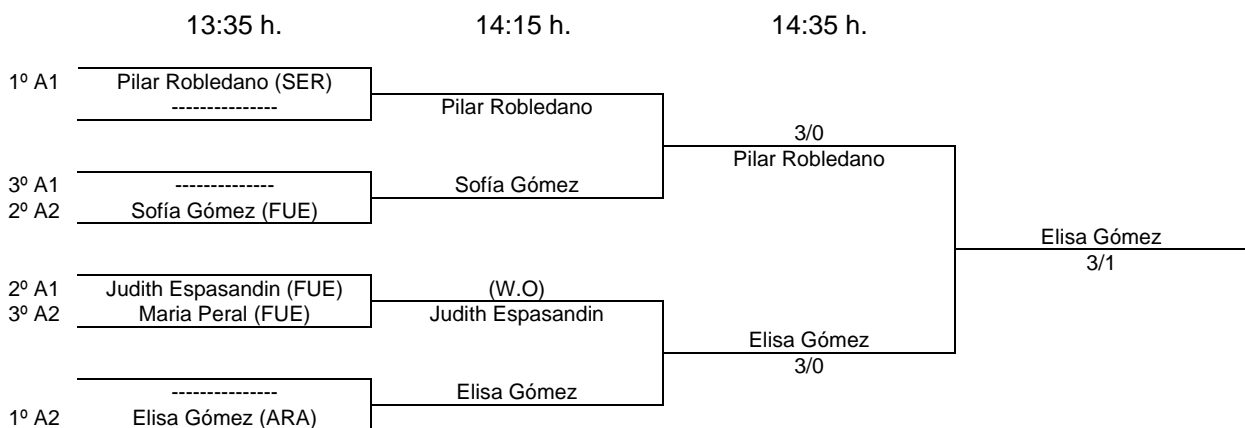 13:35 h. 14:15 h. 14:35 h.
1º A1 Pilar Robledano (SER)
---------------
Pilar Robledano
3/0
Pilar Robledano
3º A1 --------------
Sofía Gómez
2º A2 Sofía Gómez (FUE)
Elisa Gómez
3/1
2º A1 Judith Espasandin (FUE) (W.O)
3º A2 Maria Peral (FUE) Judith Espasandin
Elisa Gómez
3/0
---------------
Elisa Gómez
1º A2 Elisa Gómez (ARA)